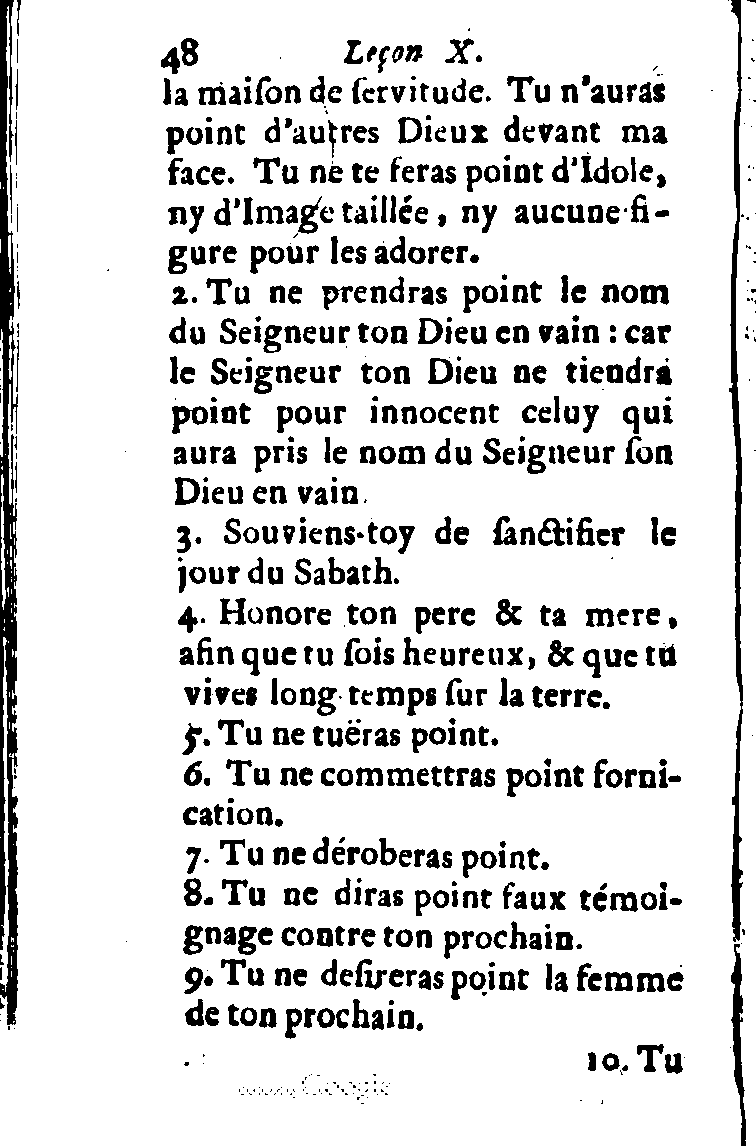 48 Leçon X.
la maiſon de ſervitude. Tu n'auras
point d'autres Dieux devant ma
face. Tu ne te feras point d'Idole,
ny d'Image taillée, ny aucune fi-
gure pour les adorer.
2. Tu ne prendras point le nom
du Seigneur ton Dieu en vain : car
le Seigneur ton Dieu ne tiendra
point pour innocent celuy qui
aura pris le nom du Seigneur ſon
Dieu en vain.
3. Souviens-toy de ſanctifier le
jour du Sabath.
4. Honore ton pere & ta mere,
afin que tu ſois heureux, & que tu
vives long-temps ſur la terre.
5. Tu ne tuëras point.
6. Tu ne commettras point forni-
cation.
7. Tu ne déroberas point.
8. Tu ne diras point faux témoi-
gnage contre ton prochain.
9. Tu ne deſireras point la femme
de ton prochain.
10. Tu
Google